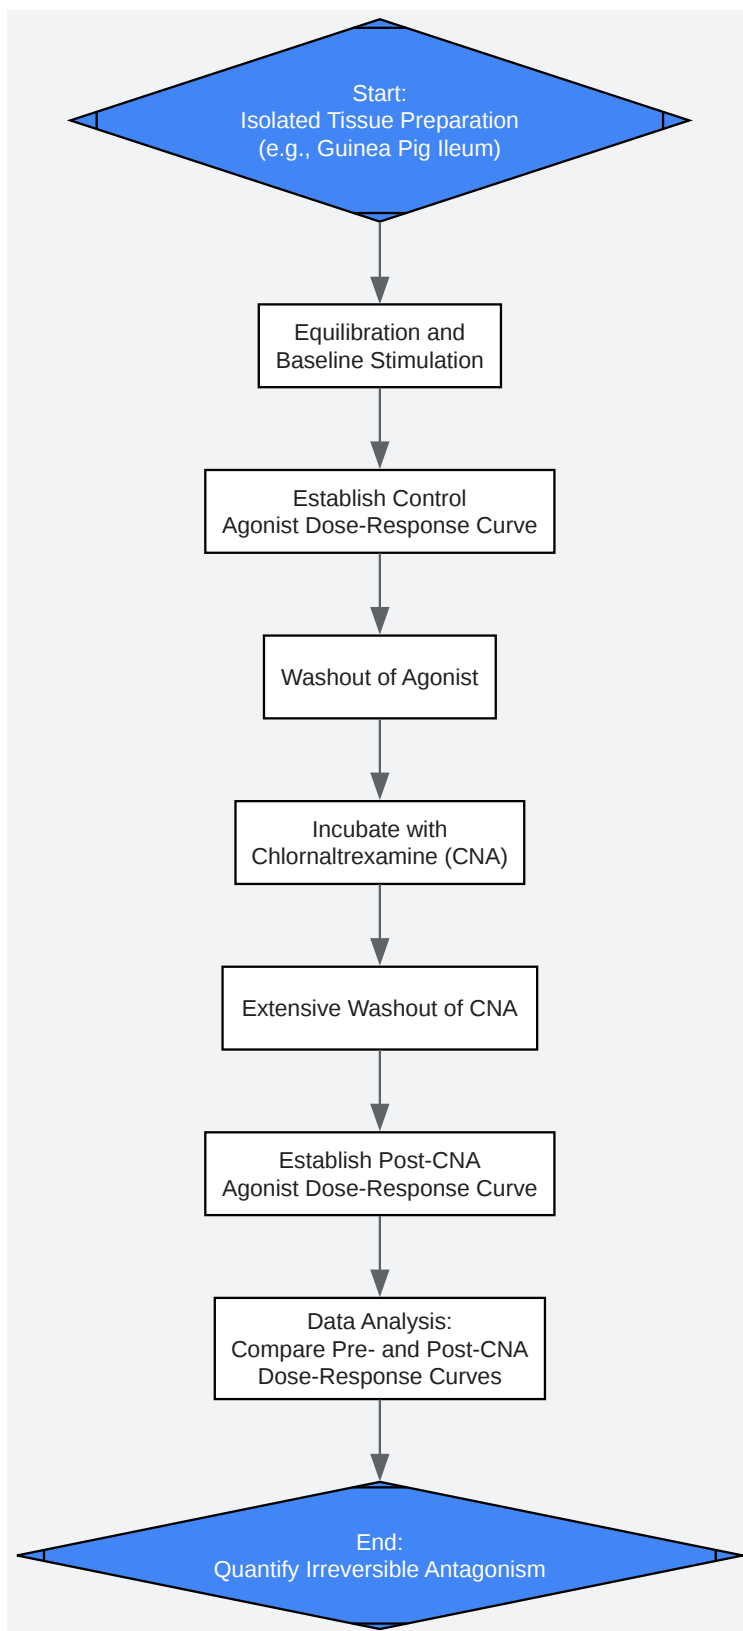 Start:
Isolated Tissue Preparation
(e.g., Guinea Pig Ileum)
Equilibration and
Baseline Stimulation
Establish Control
Agonist Dose-Response Curve
Washout of Agonist
Incubate with
Chlornaltrexamine (CNA)
Extensive Washout of CNA
Establish Post-CNA
Agonist Dose-Response Curve
Data Analysis:
Compare Pre- and Post-CNA
Dose-Response Curves
End:
Quantify Irreversible Antagonism